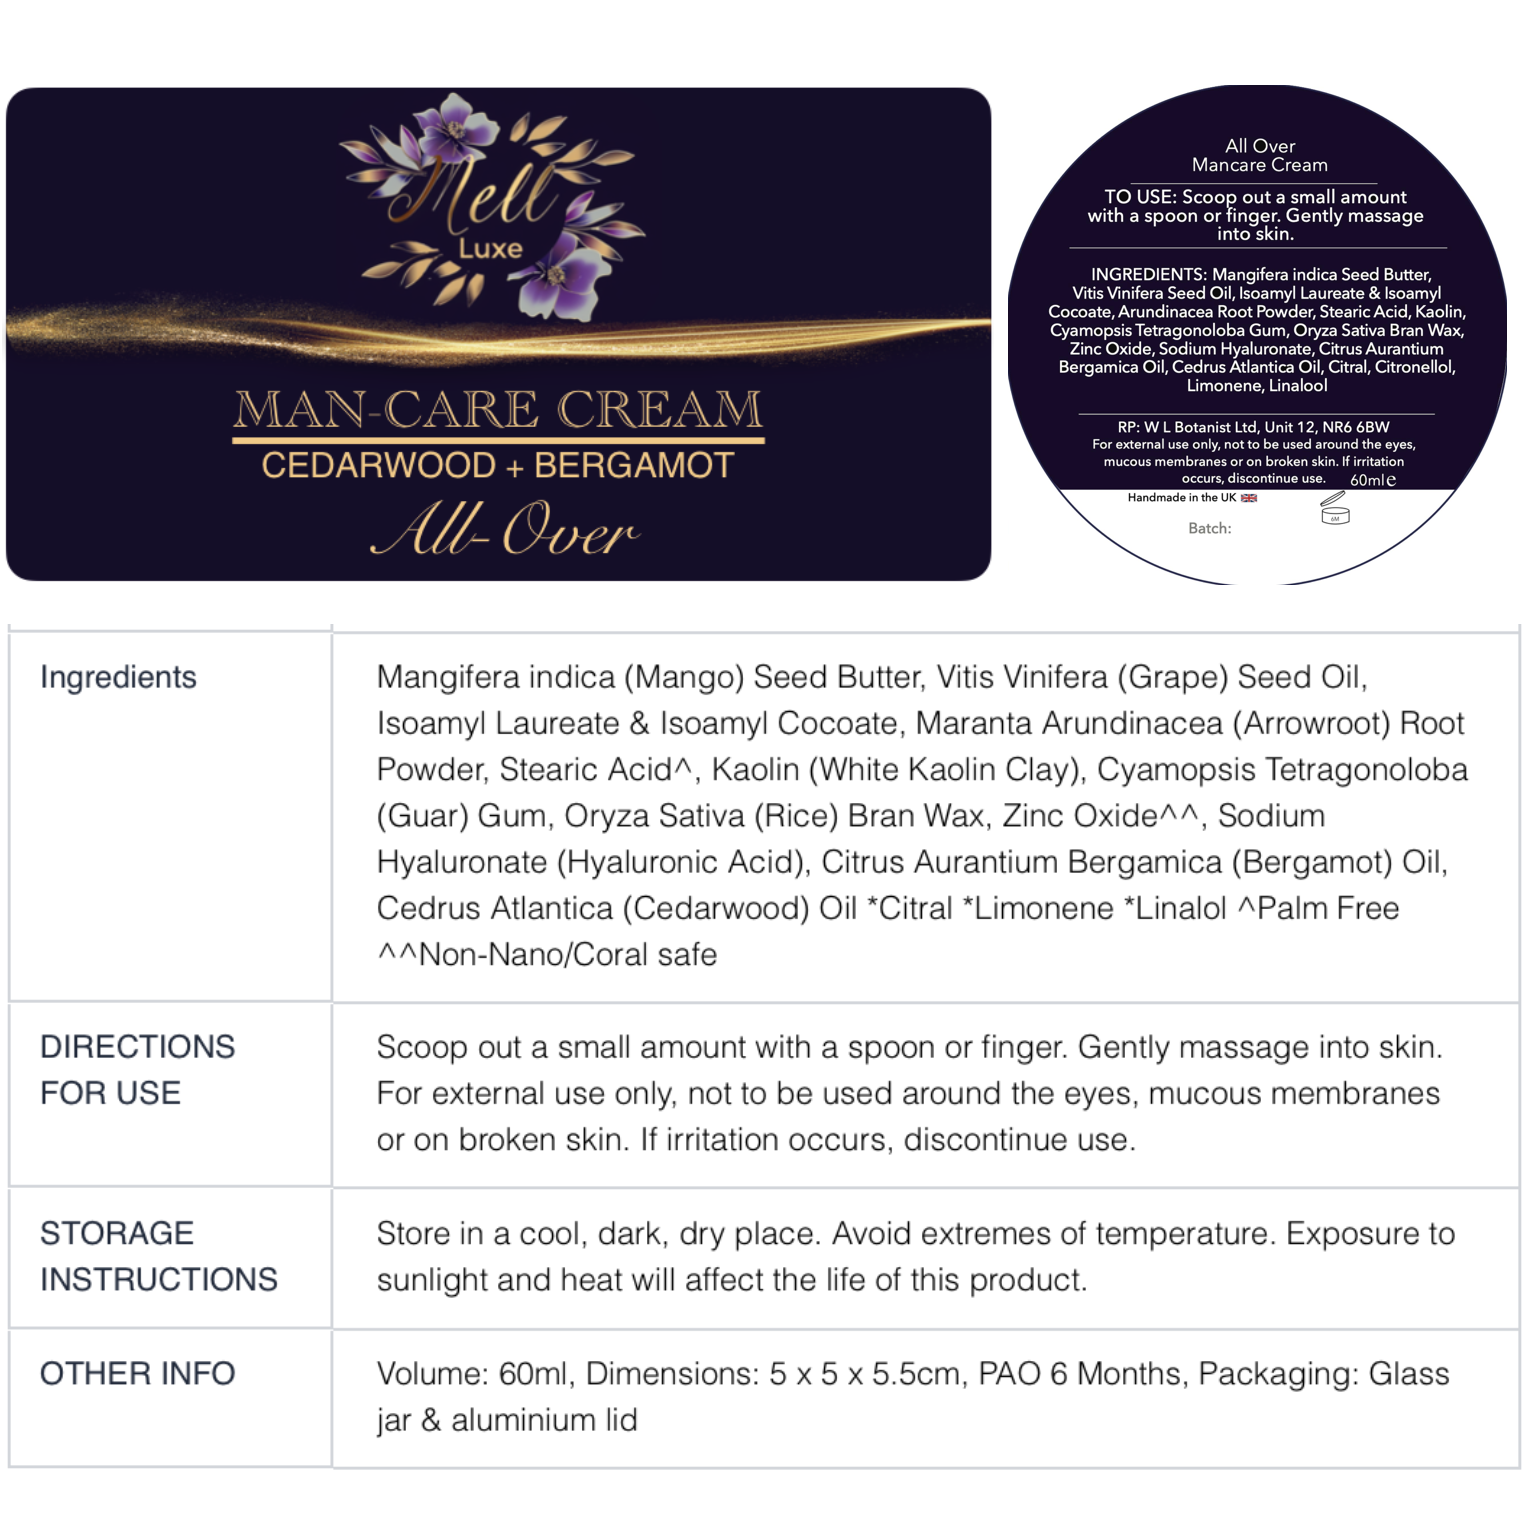 Mell
Luxe
MAN-CARE CREAM
CEDARWOOD + BERGAMOT
All-Over
All Over
Mancare Cream
TO USE: Scoop out a small amount
with a spoon or finger. Gently massage
into skin.
INGREDIENTS: Mangifera indica Seed Butter,
Vitis Vinifera Seed Oil, Isoamyl Laureate & Isoamyl
Cocoate, Arundinacea Root Powder, Stearic Acid, Kaolin,
Cyamopsis Tetragonoloba Gum, Oryza Sativa Bran Wax,
Zinc Oxide, Sodium Hyaluronate, Citrus Aurantium
Bergamica Oil, Cedrus Atlantica Oil, Citral, Citronellol,
Limonene, Linalool
RP: W L Botanist Ltd, Unit 12, NR6 6BW
For external use only, not to be used around the eyes,
mucous membranes or on broken skin. If irritation
occurs, discontinue use. 60ml e
Handmade in the UK
6M
Batch:
Ingredients
Mangifera indica (Mango) Seed Butter, Vitis Vinifera (Grape) Seed Oil,
Isoamyl Laureate & Isoamyl Cocoate, Maranta Arundinacea (Arrowroot) Root
Powder, Stearic Acid^, Kaolin (White Kaolin Clay), Cyamopsis Tetragonoloba
(Guar) Gum, Oryza Sativa (Rice) Bran Wax, Zinc Oxide^^, Sodium
Hyaluronate (Hyaluronic Acid), Citrus Aurantium Bergamica (Bergamot) Oil,
Cedrus Atlantica (Cedarwood) Oil *Citral *Limonene *Linalol ^Palm Free
^^Non-Nano/Coral safe
DIRECTIONS
FOR USE
Scoop out a small amount with a spoon or finger. Gently massage into skin.
For external use only, not to be used around the eyes, mucous membranes
or on broken skin. If irritation occurs, discontinue use.
STORAGE
INSTRUCTIONS
Store in a cool, dark, dry place. Avoid extremes of temperature. Exposure to
sunlight and heat will affect the life of this product.
OTHER INFO
Volume: 60ml, Dimensions: 5 x 5 x 5.5cm, PAO 6 Months, Packaging: Glass
jar & aluminium lid